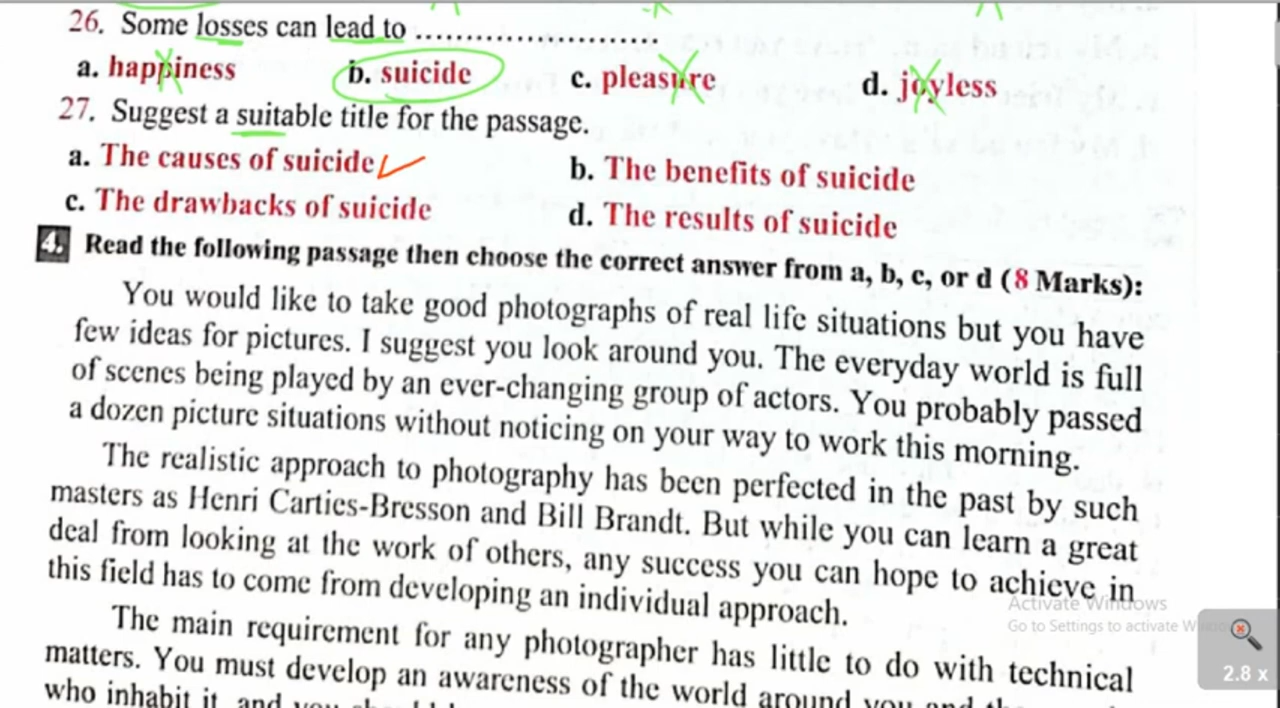 26. Some losses can lead to ........................
a. happiness b. suicide c. pleasure d. joyless
27. Suggest a suitable title for the passage.
a. The causes of suicide b. The benefits of suicide
c. The drawbacks of suicide d. The results of suicide
4. Read the following passage then choose the correct answer from a, b, c, or d (8 Marks):
You would like to take good photographs of real life situations but you have
few ideas for pictures. I suggest you look around you. The everyday world is full
of scenes being played by an ever-changing group of actors. You probably passed
a dozen picture situations without noticing on your way to work this morning.
The realistic approach to photography has been perfected in the past by such
masters as Henri Carties-Bresson and Bill Brandt. But while you can learn a great
deal from looking at the work of others, any success you can hope to achieve in
this field has to come from developing an individual approach.
Activate Windows
Go to Settings to activate
The main requirement for any photographer has little to do with technical
2.8 x
matters. You must develop an awareness of the world around you and
who inhabit it, and you